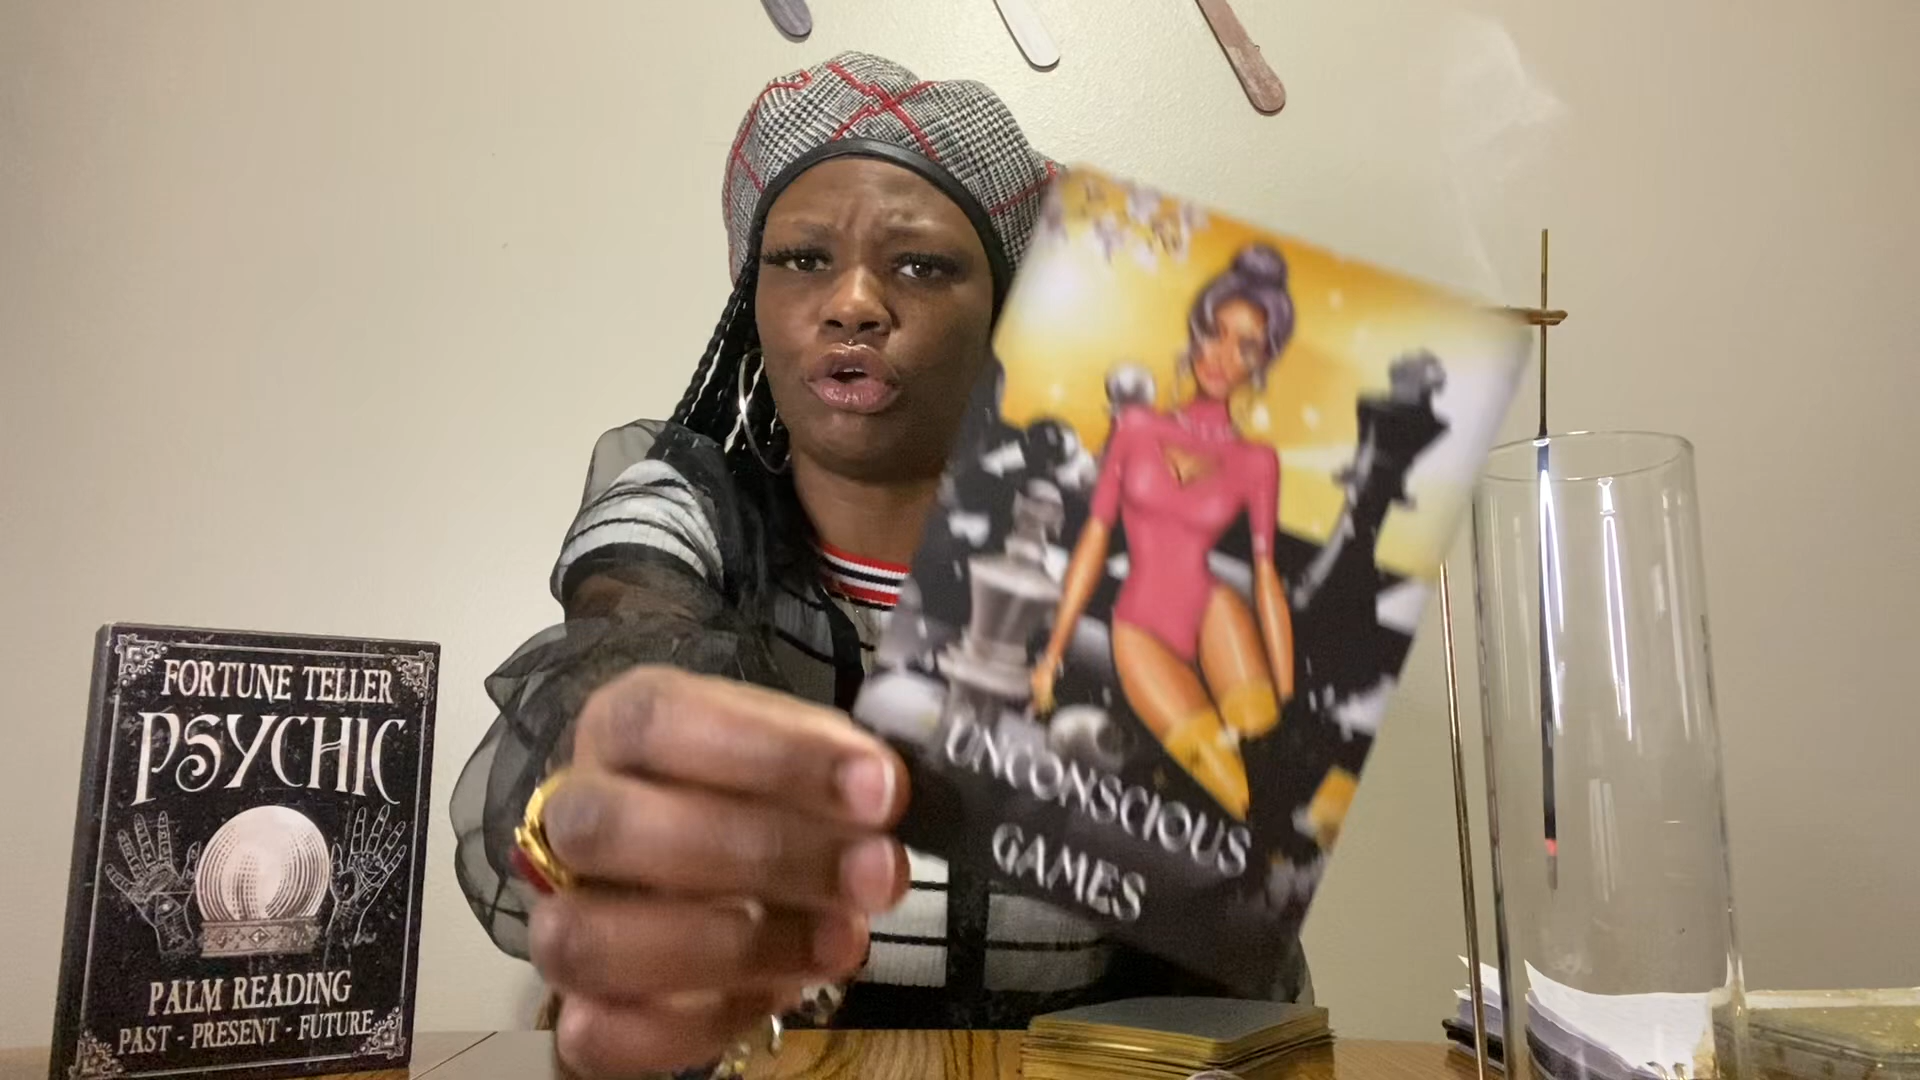 FORTUNE TELLER
PSYCHIC
PALM READING
PAST - PRESENT - FUTURE
UNCONSCIOUS
GAMES